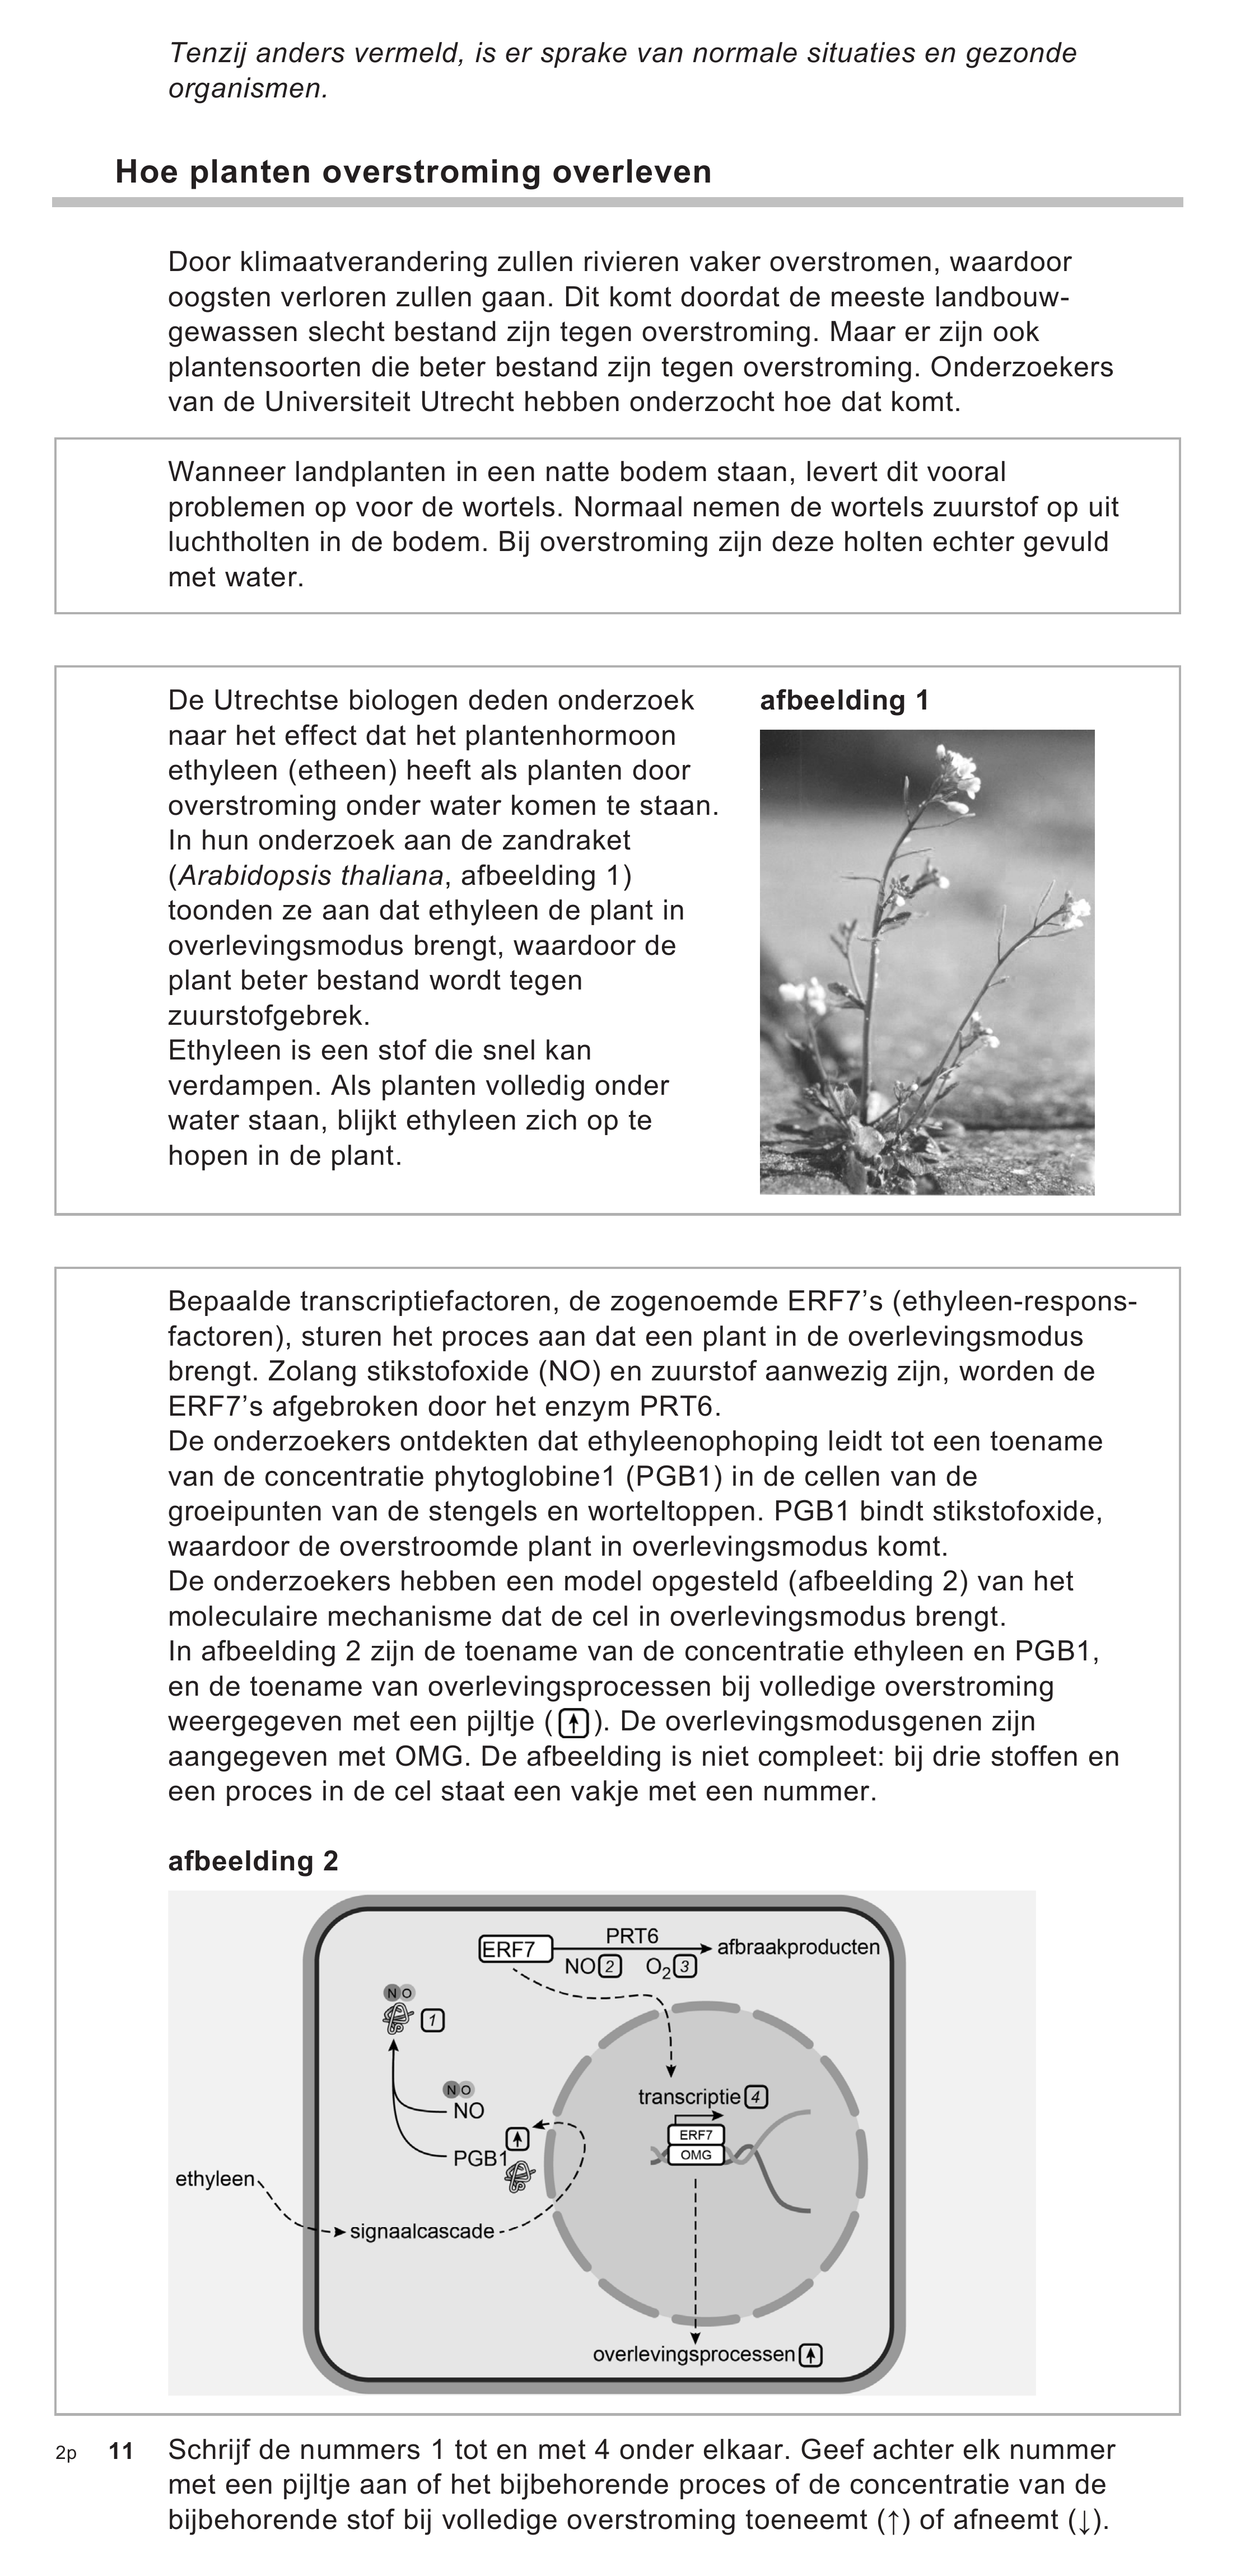 Tenzij anders vermeld, is er sprake van normale situaties en gezonde
organismen.
Hoe planten overstroming overleven
Door klimaatverandering zullen rivieren vaker overstromen, waardoor
oogsten verloren zullen gaan. Dit komt doordat de meeste landbouw-
gewassen slecht bestand zijn tegen overstroming. Maar er zijn ook
plantensoorten die beter bestand zijn tegen overstroming. Onderzoekers
van de Universiteit Utrecht hebben onderzocht hoe dat komt.
Wanneer landplanten in een natte bodem staan, levert dit vooral
problemen op voor de wortels. Normaal nemen de wortels zuurstof op uit
luchtholten in de bodem. Bij overstroming zijn deze holten echter gevuld
met water.
De Utrechtse biologen deden onderzoek
naar het effect dat het plantenhormoon
ethyleen (etheen) heeft als planten door
overstroming onder water komen te staan.
In hun onderzoek aan de zandraket
(Arabidopsis thaliana, afbeelding 1)
toonden ze aan dat ethyleen de plant in
overlevingsmodus brengt, waardoor de
plant beter bestand wordt tegen
zuurstofgebrek.
Ethyleen is een stof die snel kan
verdampen. Als planten volledig onder
water staan, blijkt ethyleen zich op te
hopen in de plant.
afbeelding 1
Bepaalde transcriptiefactoren, de zogenoemde ERF7's (ethyleen-respons-
factoren), sturen het proces aan dat een plant in de overlevingsmodus
brengt. Zolang stikstofoxide (NO) en zuurstof aanwezig zijn, worden de
ERF7's afgebroken door het enzym PRT6.
De onderzoekers ontdekten dat ethyleenophoping leidt tot een toename
van de concentratie phytoglobine1 (PGB1) in de cellen van de
groeipunten van de stengels en worteltoppen. PGB1 bindt stikstofoxide,
waardoor de overstroomde plant in overlevingsmodus komt.
De onderzoekers hebben een model opgesteld (afbeelding 2) van het
moleculaire mechanisme dat de cel in overlevingsmodus brengt.
In afbeelding 2 zijn de toename van de concentratie ethyleen en PGB1,
en de toename van overlevingsprocessen bij volledige overstroming
weergegeven met een pijltje (↑). De overlevingsmodusgenen zijn
aangegeven met OMG. De afbeelding is niet compleet: bij drie stoffen en
een proces in de cel staat een vakje met een nummer.
afbeelding 2
PRT6
ERF7
afbraakproducten
NO 2 O2 3
NO
1
transcriptie 4
NO
NO
ERF7
OMG
↑
PGB1
ethyleen
signaalcascade
overlevingsprocessen ↑
2p 11 Schrijf de nummers 1 tot en met 4 onder elkaar. Geef achter elk nummer
met een pijltje aan of het bijbehorende proces of de concentratie van de
bijbehorende stof bij volledige overstroming toeneemt (↑) of afneemt (↓).